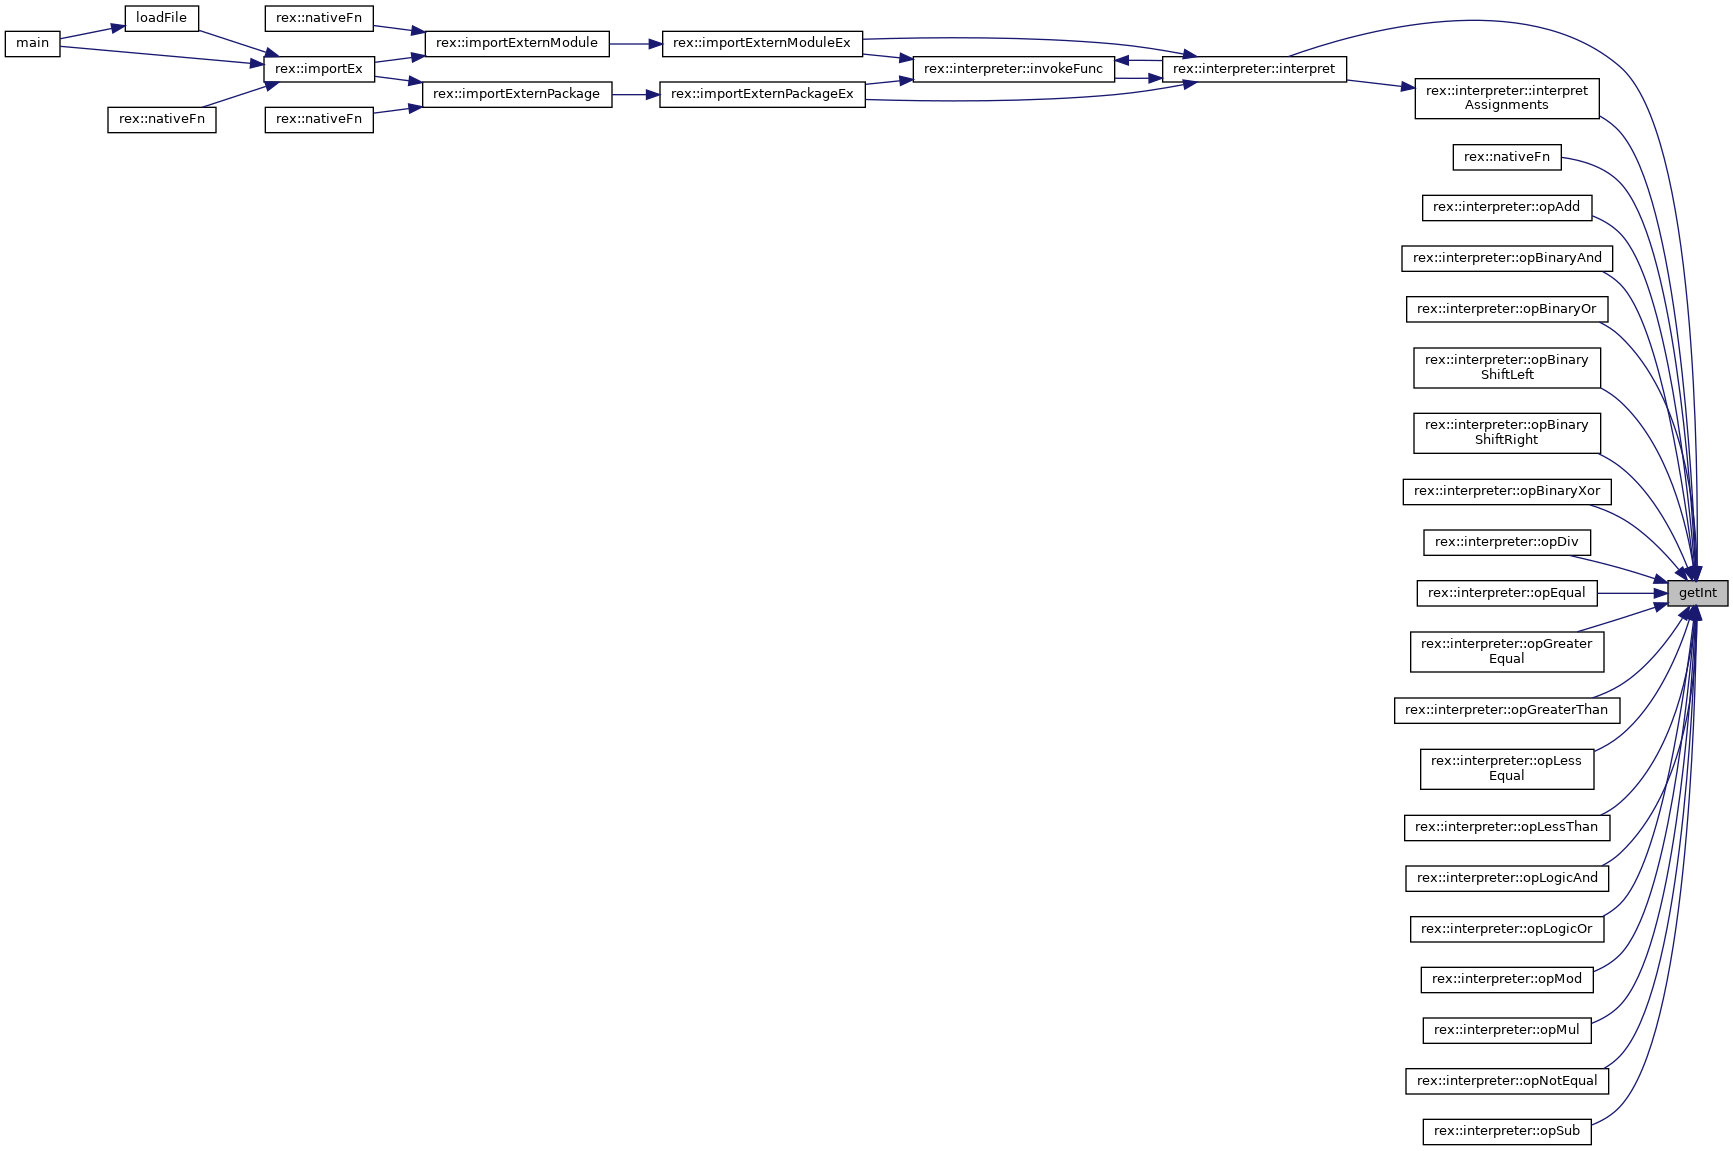 main
loadFile
rex::nativeFn
rex::importEx
rex::nativeFn
rex::nativeFn
rex::importExternModule
rex::importExternPackage
rex::importExternModuleEx
rex::importExternPackageEx
rex::interpreter::invokeFunc
rex::interpreter::interpret
rex::interpreter::interpret
Assignments
rex::nativeFn
rex::interpreter::opAdd
rex::interpreter::opBinaryAnd
rex::interpreter::opBinaryOr
rex::interpreter::opBinary
ShiftLeft
rex::interpreter::opBinary
ShiftRight
rex::interpreter::opBinaryXor
rex::interpreter::opDiv
rex::interpreter::opEqual
getInt
rex::interpreter::opGreater
Equal
rex::interpreter::opGreaterThan
rex::interpreter::opLess
Equal
rex::interpreter::opLessThan
rex::interpreter::opLogicAnd
rex::interpreter::opLogicOr
rex::interpreter::opMod
rex::interpreter::opMul
rex::interpreter::opNotEqual
rex::interpreter::opSub